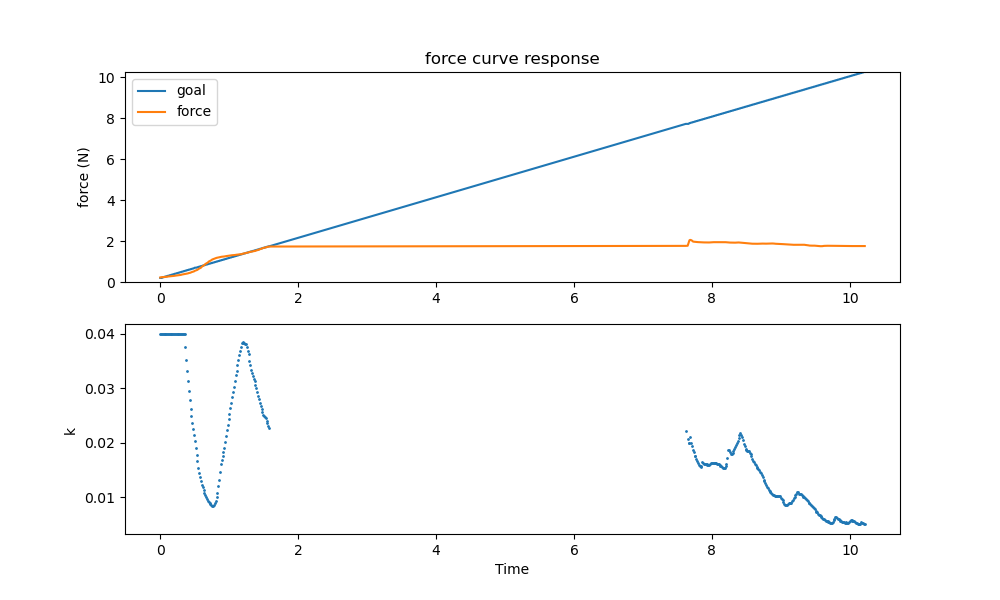 force curve response
force (N)
10
8
6
4
2
0
goal
force
0 2 4 6 8 10
k
0.04
0.03
0.02
0.01
0 2 4 6 8 10
Time